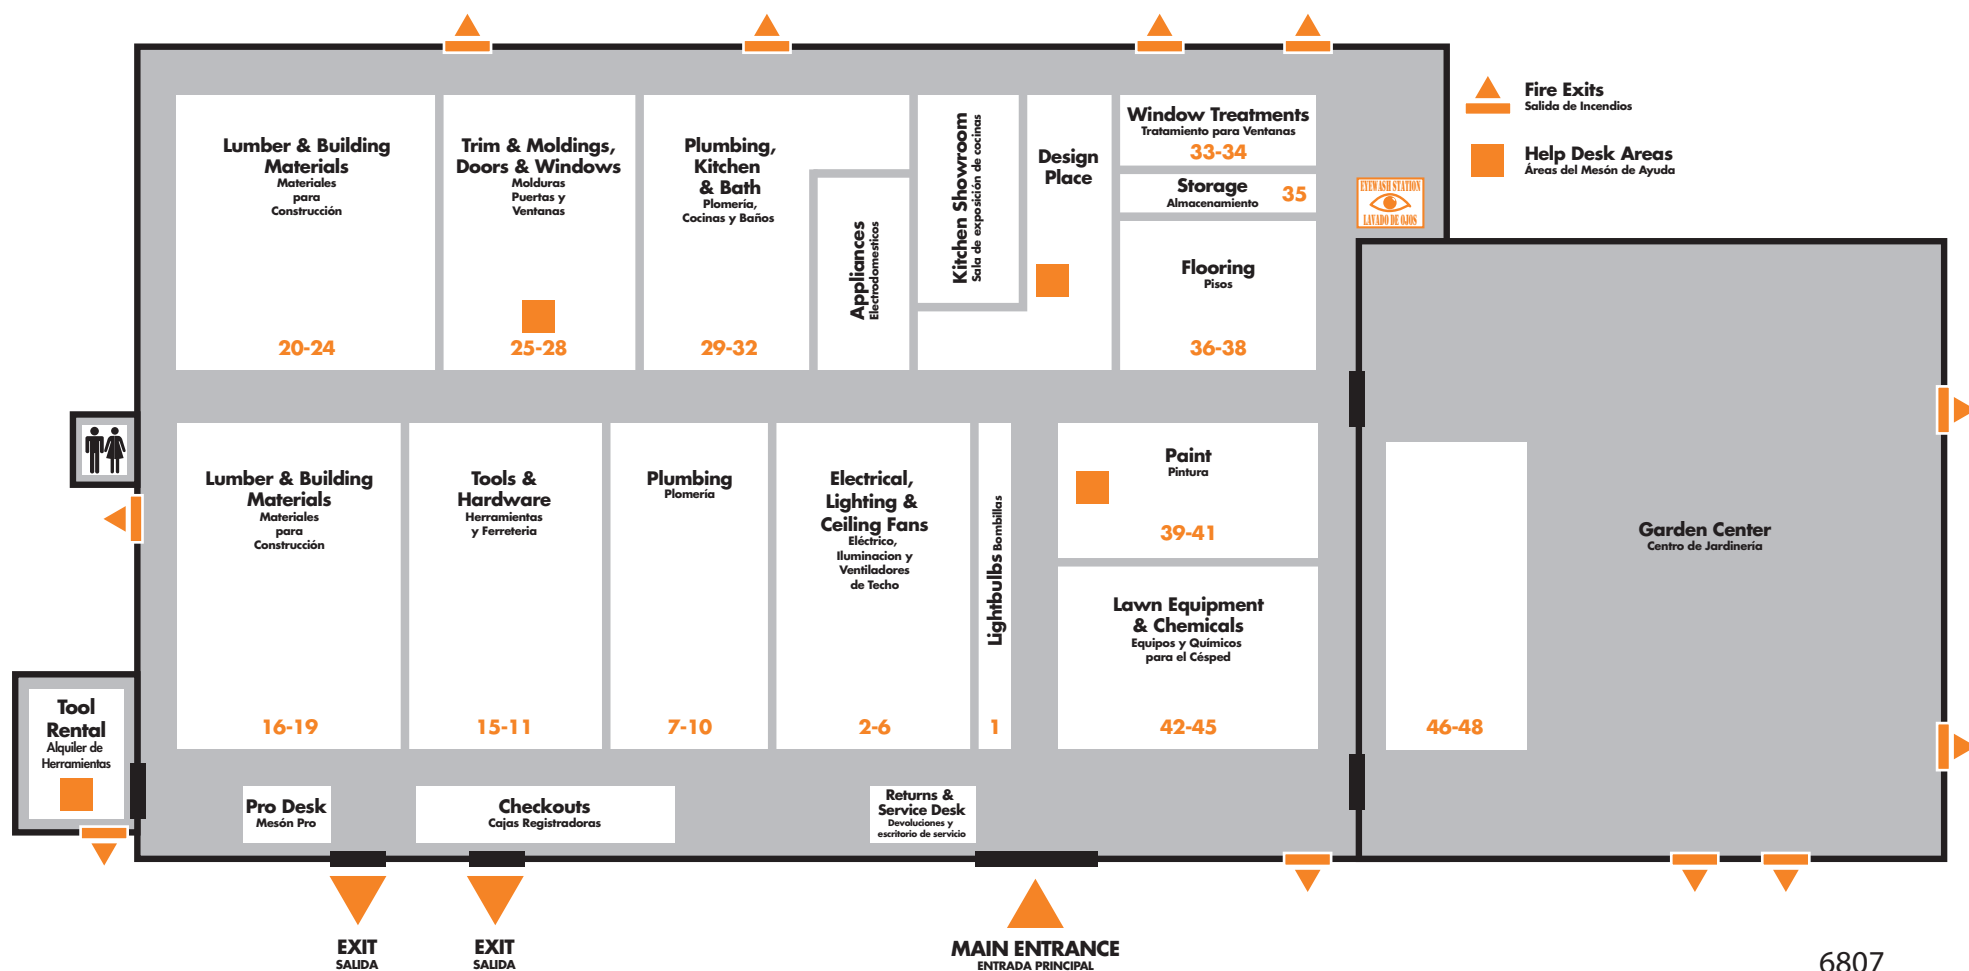 Lumber & Building
Materials
Materiales
para
Construcción
20-24
Trim & Moldings,
Doors & Windows
Molduras
Puertas y
Ventanas
25-28
Plumbing,
Kitchen
& Bath
Plomería,
Cocinas y Baños
29-32
Appliances
Electrodomesticos
Kitchen Showroom
Sala de exposición de cocinas
Design
Place
Window Treatments
Tratamiento para Ventanas
33-34
Storage
Almacenamiento
35
Flooring
Pisos
36-38
EYEWASH STATION
LAVADO DE OJOS
Fire Exits
Salida de Incendios
Help Desk Areas
Áreas del Mesón de Ayuda
Lumber & Building
Materials
Materiales
para
Construcción
16-19
Tools &
Hardware
Herramientas
y Ferreteria
15-11
Plumbing
Plomería
7-10
Electrical,
Lighting &
Ceiling Fans
Eléctrico,
Iluminacion y
Ventiladores
de Techo
2-6
Lightbulbs Bombillas
1
Paint
Pintura
39-41
Lawn Equipment
& Chemicals
Equipos y Químicos
para el Césped
42-45
46-48
Garden Center
Centro de Jardinería
Tool
Rental
Alquiler de
Herramientas
Pro Desk
Mesón Pro
Checkouts
Cajas Registradoras
Returns &
Service Desk
Devoluciones y
escritorio de servicio
EXIT
SALIDA
EXIT
SALIDA
MAIN ENTRANCE
ENTRADA PRINCIPAL
6807